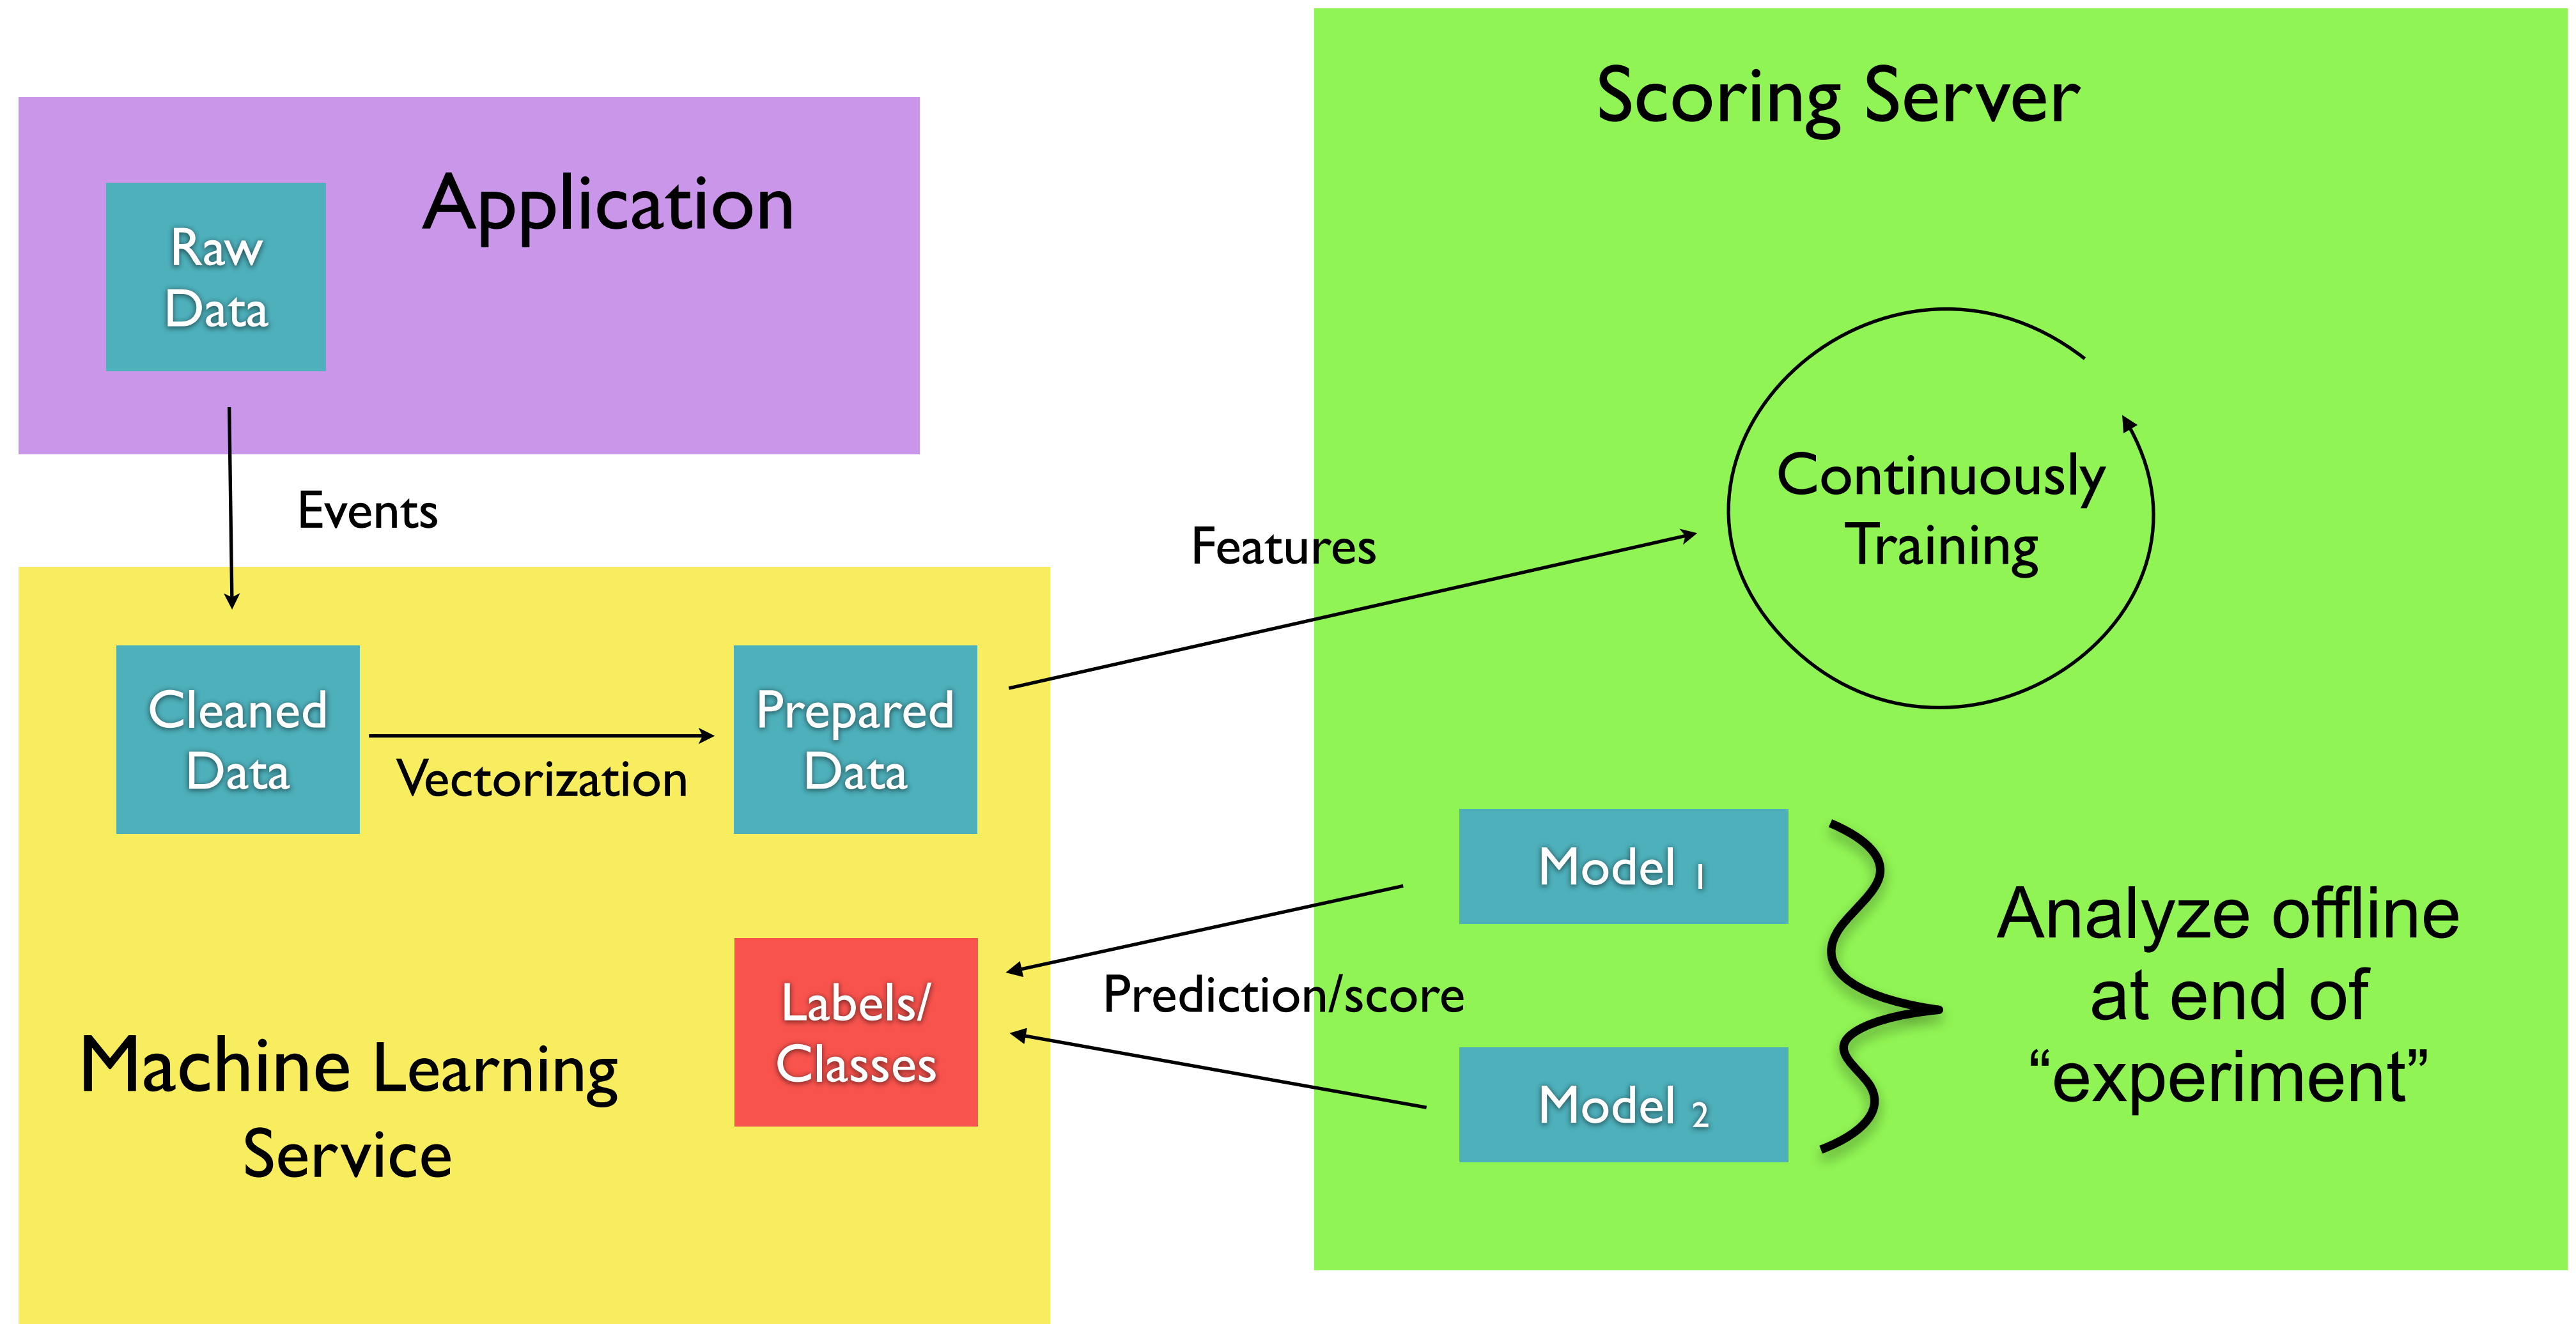 Scoring Server
Application
Raw
Data
Events
Features
Continuously
Training
Cleaned
Data
Vectorization
Prepared
Data
Model 1
Analyze offline
at end of
“experiment”
Prediction/score
Labels/
Classes
Machine Learning
Service
Model 2